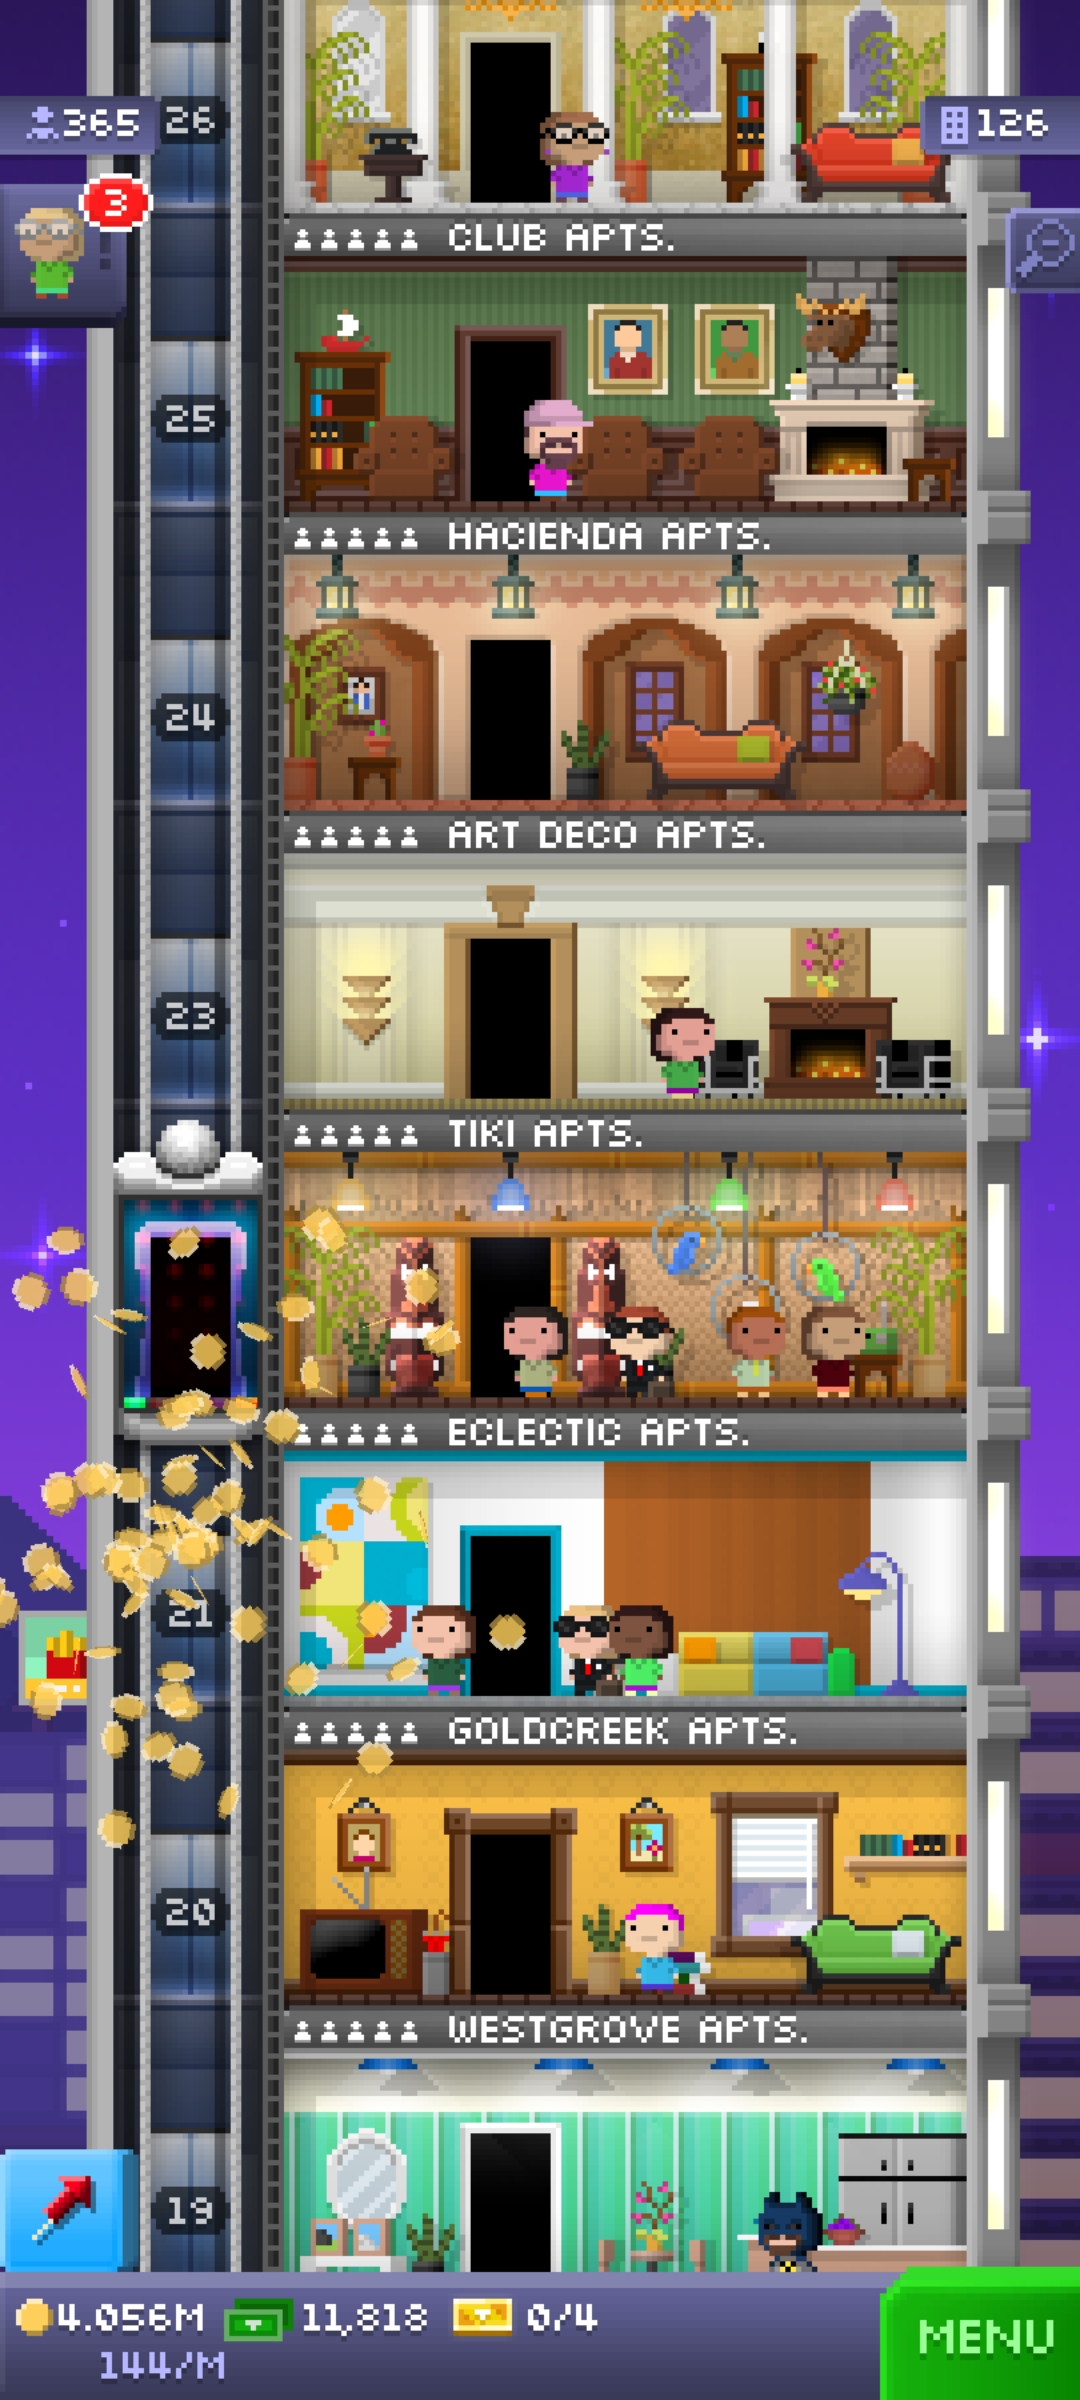 365
26
126
3
CLUB APTS.
25
HACIENDA APTS.
24
ART DECO APTS.
23
TIKI APTS.
ECLECTIC APTS.
21
GOLDCREEK APTS.
20
WESTGROVE APTS.
19
4.056M 11,818 0/4
144/M
MENU